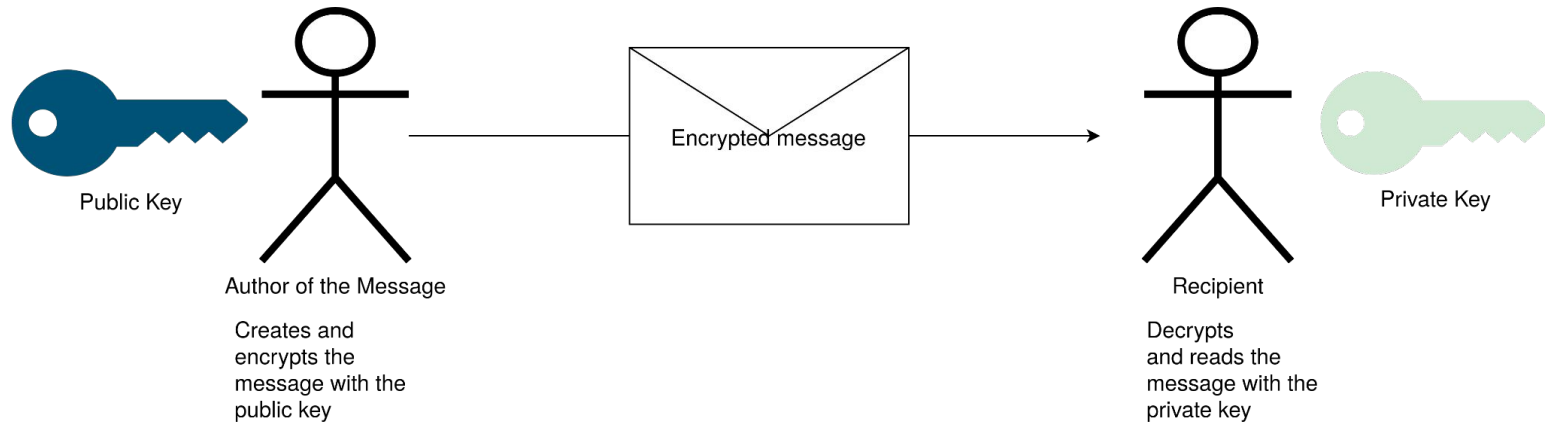 Encrypted message
Public Key
Private Key
Author of the Message
Recipient
Creates and
encrypts the
message with the
public key
Decrypts
and reads the
message with the
private key